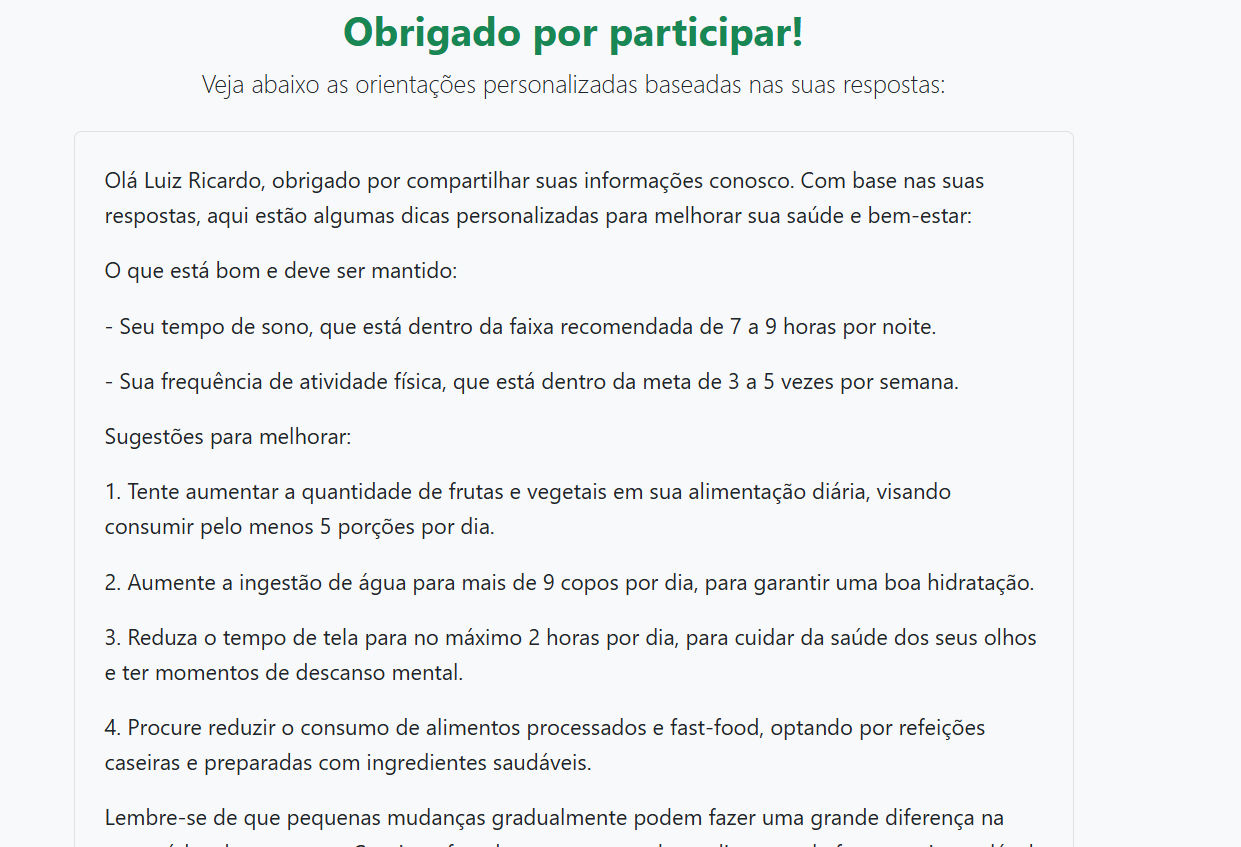 Obrigado por participar!
Veja abaixo as orientações personalizadas baseadas nas suas respostas:
Olá Luiz Ricardo, obrigado por compartilhar suas informações conosco. Com base nas suas
respostas, aqui estão algumas dicas personalizadas para melhorar sua saúde e bem-estar:
O que está bom e deve ser mantido:
- Seu tempo de sono, que está dentro da faixa recomendada de 7 a 9 horas por noite.
- Sua frequência de atividade física, que está dentro da meta de 3 a 5 vezes por semana.
Sugestões para melhorar:
1. Tente aumentar a quantidade de frutas e vegetais em sua alimentação diária, visando
consumir pelo menos 5 porções por dia.
2. Aumente a ingestão de água para mais de 9 copos por dia, para garantir uma boa hidratação.
3. Reduza o tempo de tela para no máximo 2 horas por dia, para cuidar da saúde dos seus olhos
e ter momentos de descanso mental.
4. Procure reduzir o consumo de alimentos processados e fast-food, optando por refeições
caseiras e preparadas com ingredientes saudáveis.
Lembre-se de que pequenas mudanças gradualmente podem fazer uma grande diferença na